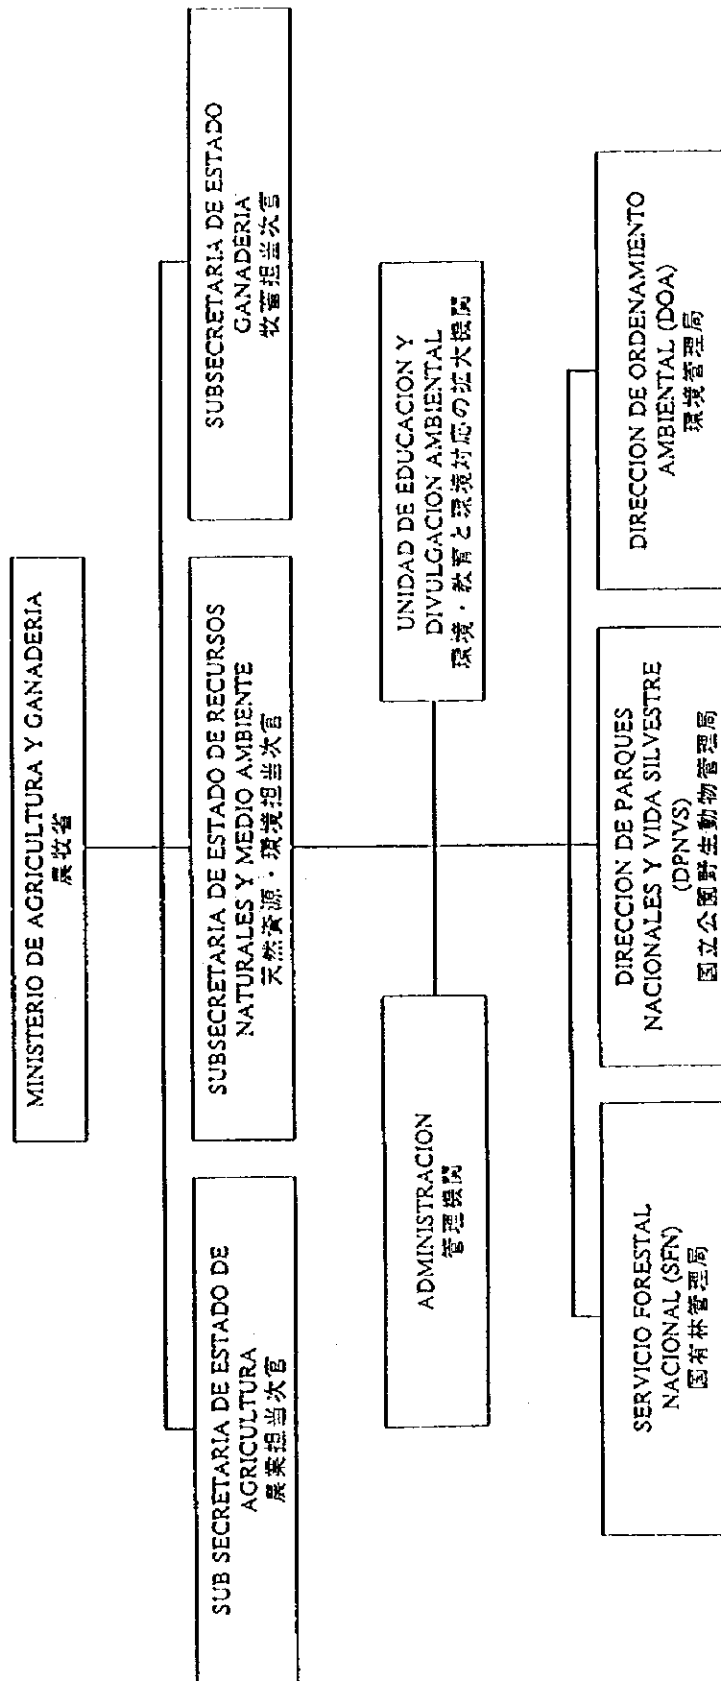 MINISTERIO DE AGRICULTURA Y GANADERIA
農牧省
SUB SECRETARIA DE ESTADO DE
AGRICULTURA
農業担当次官
SUBSECRETARIA DE ESTADO DE RECURSOS
NATURALES Y MEDIO AMBIENTE
天然資源・環境担当次官
SUBSECRETARIA DE ESTADO
GANADERIA
牧畜担当次官
ADMINISTRACION
管理機関
UNIDAD DE EDUCACION Y
DIVULGACION AMBIENTAL
環境・教育と環境対応の拡大機関
SERVICIO FORESTAL
NACIONAL (SFN)
国有林管理局
DIRECCION DE PARQUES
NACIONALES Y VIDA SILVESTRE
(DPNVS)
国立公園野生動物管理局
DIRECCION DE ORDENAMIENTO
AMBIENTAL (DOA)
環境管理局